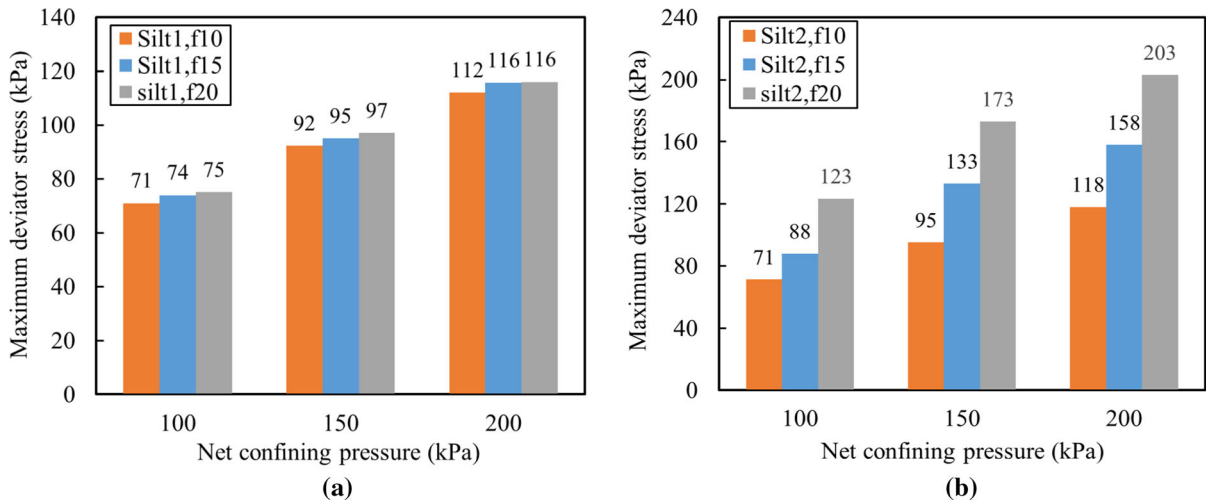 140
120
100
80
60
40
20
0
Maximum deviator stress (kPa)
Silt1,f10
Silt1,f15
silt1,f20
71 74 75
92 95 97
112 116 116
100 150 200
Net confining pressure (kPa)
(a)
240
200
160
120
80
40
0
Maximum deviator stress (kPa)
Silt2,f10
Silt2,f15
silt2,f20
71 88 123
95 133 173
118 158 203
100 150 200
Net confining pressure (kPa)
(b)